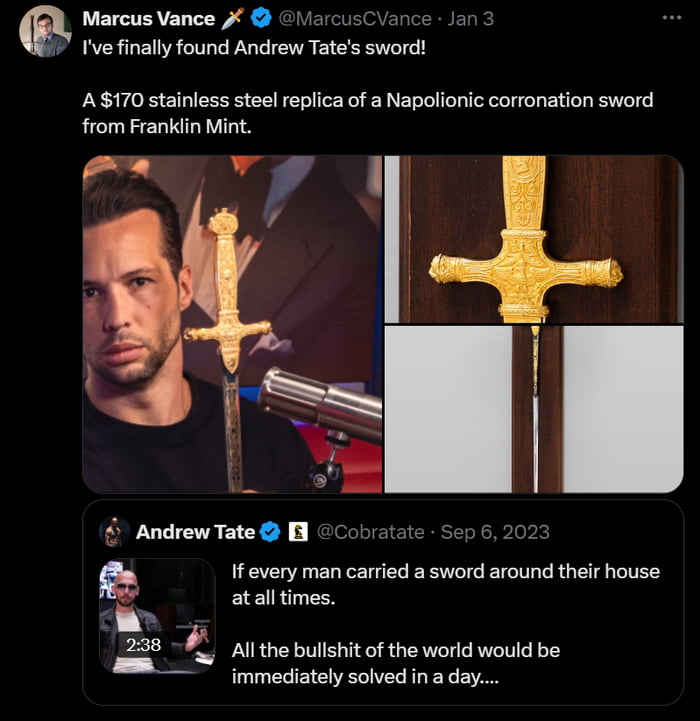 Marcus Vance 🗡️ @MarcusCVance · Jan 3
I've finally found Andrew Tate's sword!
A $170 stainless steel replica of a Napolionic corronation sword
from Franklin Mint.
Andrew Tate @Cobratate · Sep 6, 2023
If every man carried a sword around their house
at all times.
2:38
All the bullshit of the world would be
immediately solved in a day....